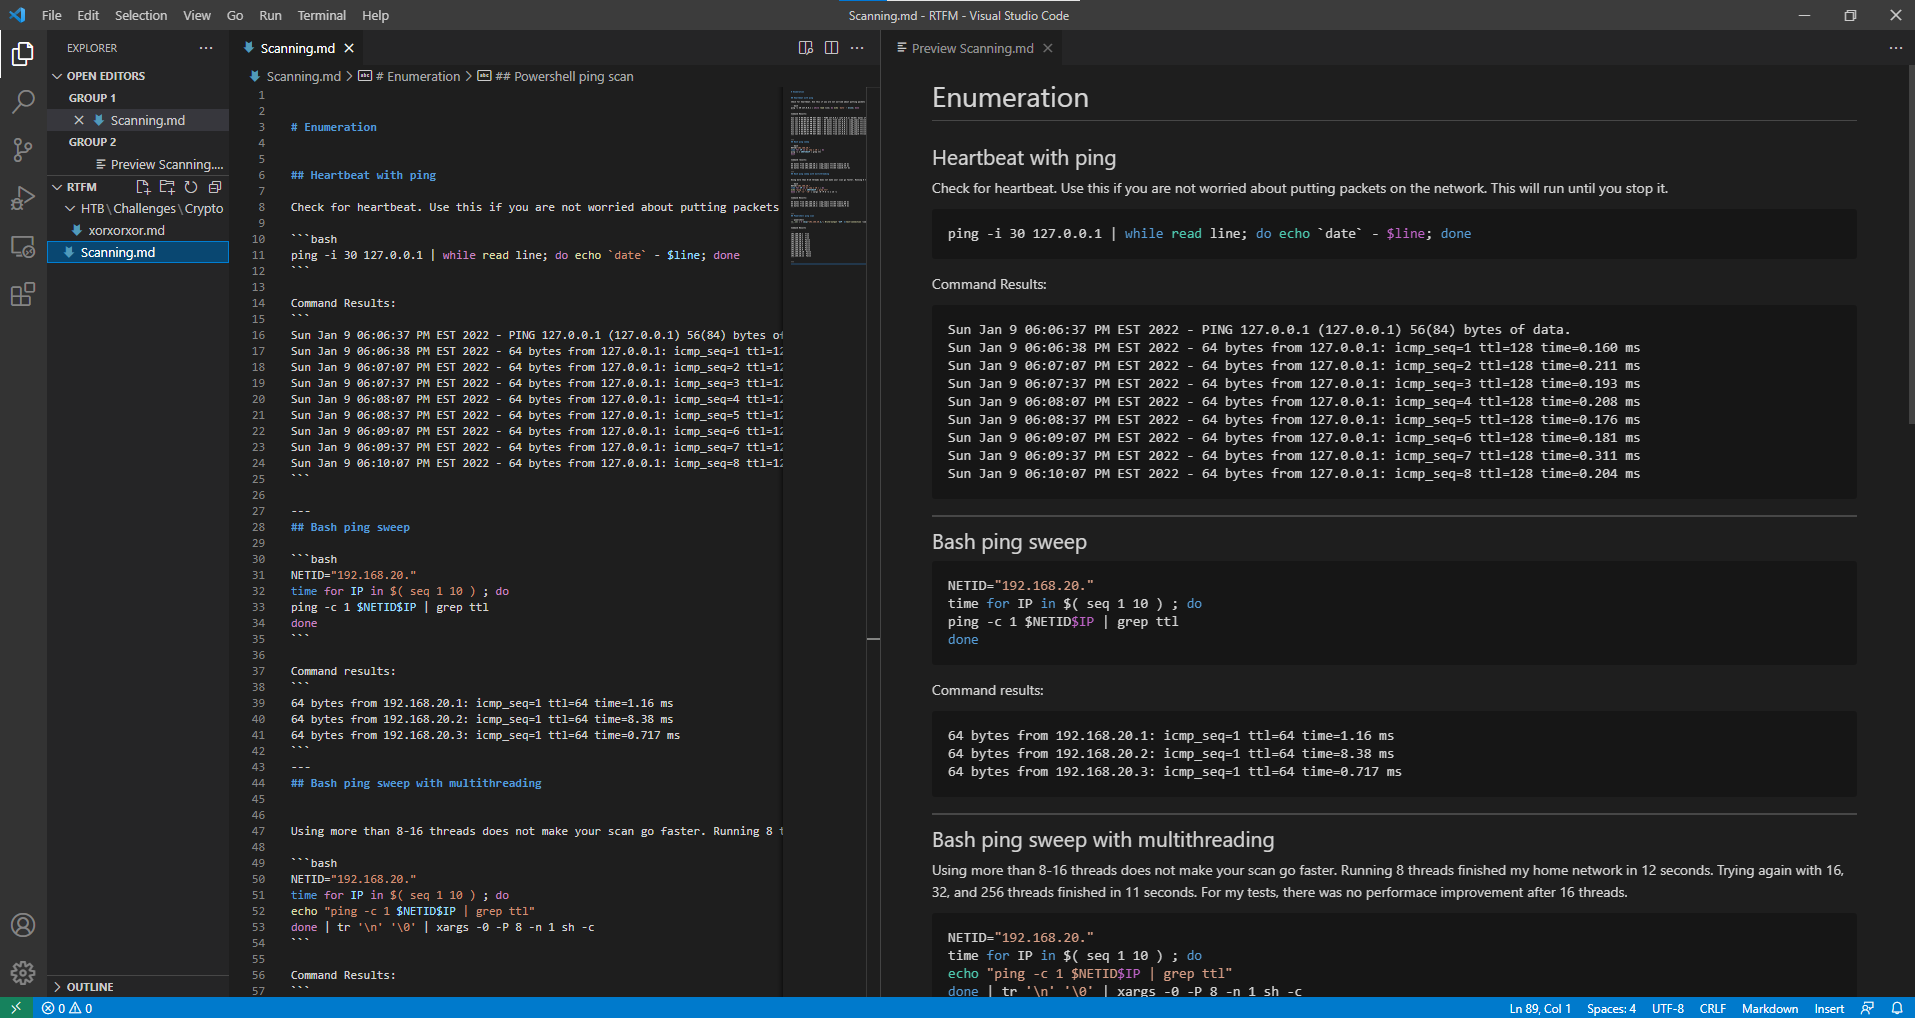 File Edit Selection View Go Run Terminal Help
Scanning.md - RTFM - Visual Studio Code
EXPLORER
OPEN EDITORS
GROUP 1
Scanning.md
GROUP 2
Preview Scanning....
RTFM
HTB\Challenges\Crypto
xorxorxor.md
Scanning.md
OUTLINE
Scanning.md
Scanning.md > # Enumeration > ## Powershell ping scan
1
2
3 # Enumeration
4
5
6 ## Heartbeat with ping
7
8 Check for heartbeat. Use this if you are not worried about putting packets
9
10 ```bash
11 ping -i 30 127.0.0.1 | while read line; do echo `date` - $line; done
12 ```
13
14 Command Results:
15 ```
16 Sun Jan 9 06:06:37 PM EST 2022 - PING 127.0.0.1 (127.0.0.1) 56(84) bytes of
17 Sun Jan 9 06:06:38 PM EST 2022 - 64 bytes from 127.0.0.1: icmp_seq=1 ttl=12
18 Sun Jan 9 06:07:07 PM EST 2022 - 64 bytes from 127.0.0.1: icmp_seq=2 ttl=12
19 Sun Jan 9 06:07:37 PM EST 2022 - 64 bytes from 127.0.0.1: icmp_seq=3 ttl=12
20 Sun Jan 9 06:08:07 PM EST 2022 - 64 bytes from 127.0.0.1: icmp_seq=4 ttl=12
21 Sun Jan 9 06:08:37 PM EST 2022 - 64 bytes from 127.0.0.1: icmp_seq=5 ttl=12
22 Sun Jan 9 06:09:07 PM EST 2022 - 64 bytes from 127.0.0.1: icmp_seq=6 ttl=12
23 Sun Jan 9 06:09:37 PM EST 2022 - 64 bytes from 127.0.0.1: icmp_seq=7 ttl=12
24 Sun Jan 9 06:10:07 PM EST 2022 - 64 bytes from 127.0.0.1: icmp_seq=8 ttl=12
25 ```
26
27 ---
28 ## Bash ping sweep
29
30 ```bash
31 NETID="192.168.20."
32 time for IP in $( seq 1 10 ) ; do
33 ping -c 1 $NETID$IP | grep ttl
34 done
35 ```
36
37 Command results:
38 ```
39 64 bytes from 192.168.20.1: icmp_seq=1 ttl=64 time=1.16 ms
40 64 bytes from 192.168.20.2: icmp_seq=1 ttl=64 time=8.38 ms
41 64 bytes from 192.168.20.3: icmp_seq=1 ttl=64 time=0.717 ms
42 ```
43 ---
44 ## Bash ping sweep with multithreading
45
46
47 Using more than 8-16 threads does not make your scan go faster. Running 8 t
48
49 ```bash
50 NETID="192.168.20."
51 time for IP in $( seq 1 10 ) ; do
52 echo "ping -c 1 $NETID$IP | grep ttl"
53 done | tr '\n' '\0' | xargs -0 -P 8 -n 1 sh -c
54 ```
55
56 Command Results:
57 ```
Preview Scanning.md
Enumeration
Heartbeat with ping
Check for heartbeat. Use this if you are not worried about putting packets on the network. This will run until you stop it.
ping -i 30 127.0.0.1 | while read line; do echo `date` - $line; done
Command Results:
Sun Jan 9 06:06:37 PM EST 2022 - PING 127.0.0.1 (127.0.0.1) 56(84) bytes of data.
Sun Jan 9 06:06:38 PM EST 2022 - 64 bytes from 127.0.0.1: icmp_seq=1 ttl=128 time=0.160 ms
Sun Jan 9 06:07:07 PM EST 2022 - 64 bytes from 127.0.0.1: icmp_seq=2 ttl=128 time=0.211 ms
Sun Jan 9 06:07:37 PM EST 2022 - 64 bytes from 127.0.0.1: icmp_seq=3 ttl=128 time=0.193 ms
Sun Jan 9 06:08:07 PM EST 2022 - 64 bytes from 127.0.0.1: icmp_seq=4 ttl=128 time=0.208 ms
Sun Jan 9 06:08:37 PM EST 2022 - 64 bytes from 127.0.0.1: icmp_seq=5 ttl=128 time=0.176 ms
Sun Jan 9 06:09:07 PM EST 2022 - 64 bytes from 127.0.0.1: icmp_seq=6 ttl=128 time=0.181 ms
Sun Jan 9 06:09:37 PM EST 2022 - 64 bytes from 127.0.0.1: icmp_seq=7 ttl=128 time=0.311 ms
Sun Jan 9 06:10:07 PM EST 2022 - 64 bytes from 127.0.0.1: icmp_seq=8 ttl=128 time=0.204 ms
Bash ping sweep
NETID="192.168.20."
time for IP in $( seq 1 10 ) ; do
ping -c 1 $NETID$IP | grep ttl
done
Command results:
64 bytes from 192.168.20.1: icmp_seq=1 ttl=64 time=1.16 ms
64 bytes from 192.168.20.2: icmp_seq=1 ttl=64 time=8.38 ms
64 bytes from 192.168.20.3: icmp_seq=1 ttl=64 time=0.717 ms
Bash ping sweep with multithreading
Using more than 8-16 threads does not make your scan go faster. Running 8 threads finished my home network in 12 seconds. Trying again with 16,
32, and 256 threads finished in 11 seconds. For my tests, there was no performace improvement after 16 threads.
NETID="192.168.20."
time for IP in $( seq 1 10 ) ; do
echo "ping -c 1 $NETID$IP | grep ttl"
done | tr '\n' '\0' | xargs -0 -P 8 -n 1 sh -c
0 0 Ln 89, Col 1 Spaces: 4 UTF-8 CRLF Markdown Insert